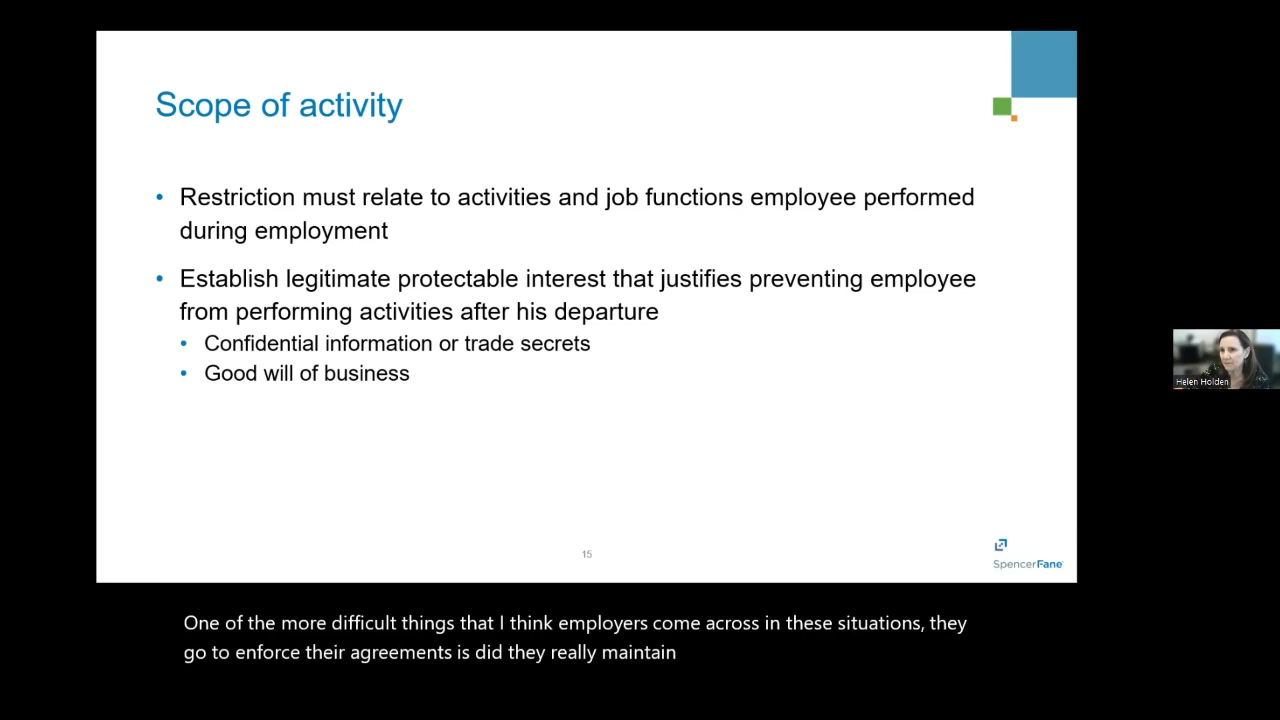 Scope of activity
• Restriction must relate to activities and job functions employee performed
during employment
• Establish legitimate protectable interest that justifies preventing employee
from performing activities after his departure
• Confidential information or trade secrets
• Good will of business
Helen Holden
15
SpencerFane
One of the more difficult things that I think employers come across in these situations, they
go to enforce their agreements is did they really maintain